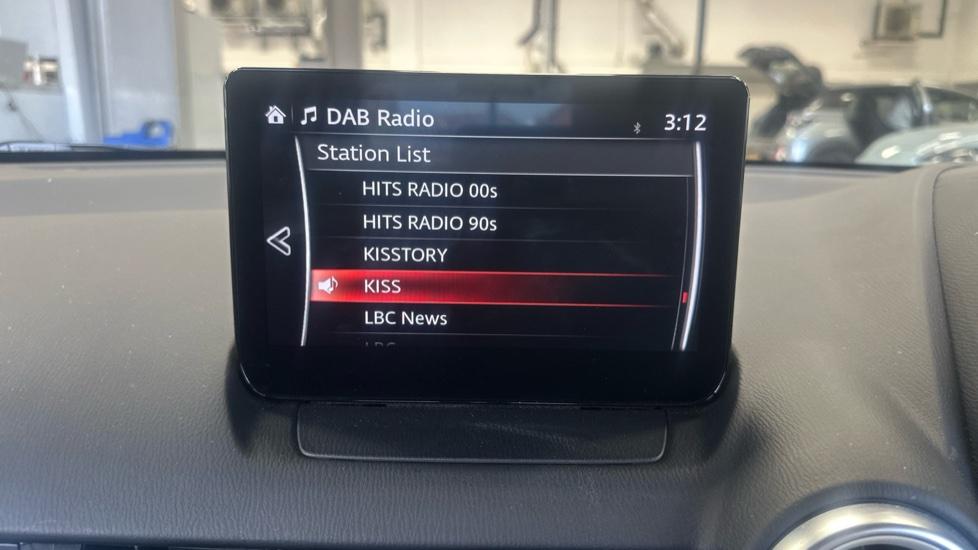 DAB Radio
3:12
Station List
HITS RADIO 00s
HITS RADIO 90s
KISSTORY
KISS
LBC News